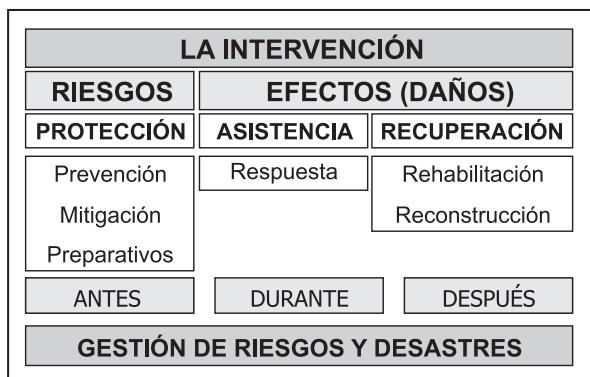 LA INTERVENCIÓN
RIESGOS EFECTOS (DAÑOS)
PROTECCIÓN ASISTENCIA RECUPERACIÓN
Prevención Respuesta Rehabilitación
Mitigación Reconstrucción
Preparativos
ANTES DURANTE DESPUÉS
GESTIÓN DE RIESGOS Y DESASTRES